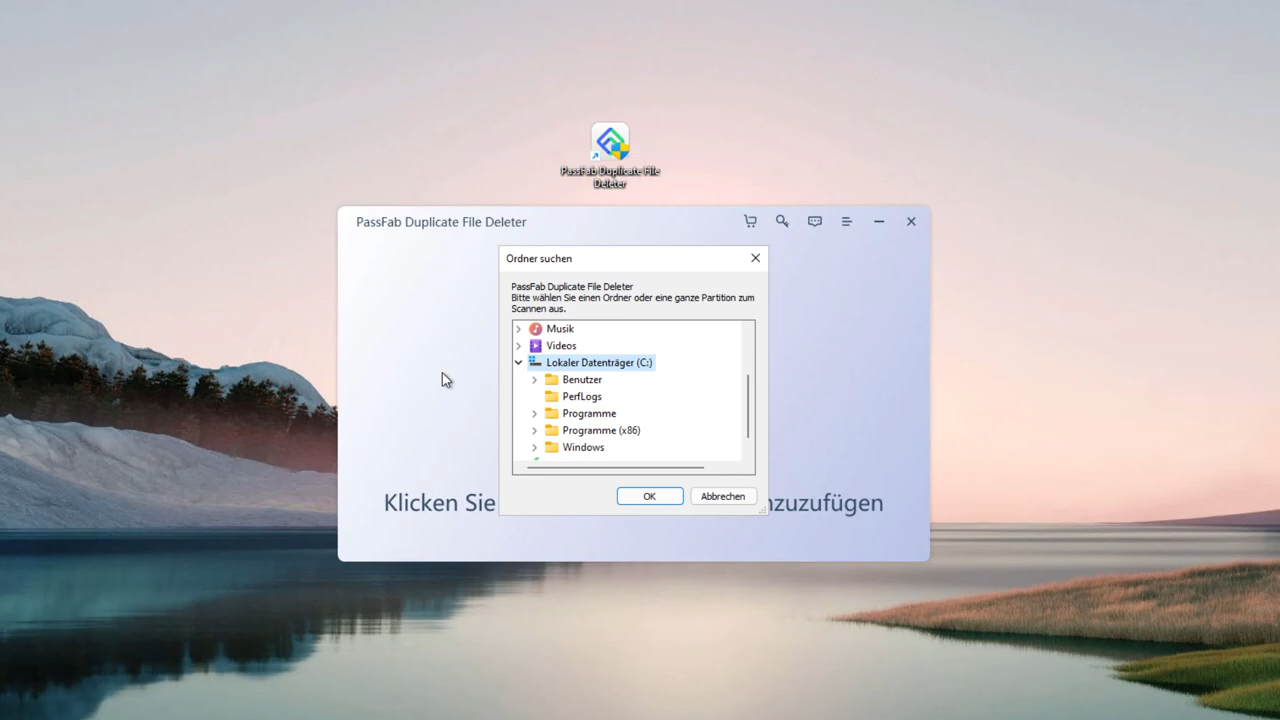 PassFab Duplicate File
Deleter
PassFab Duplicate File Deleter
Ordner suchen
PassFab Duplicate File Deleter
Bitte wählen Sie einen Ordner oder eine ganze Partition zum
Scannen aus.
Musik
Videos
Lokaler Datenträger (C:)
Benutzer
PerfLogs
Programme
Programme (x86)
Windows
OK
Abbrechen
Klicken Sie nzuzufügen